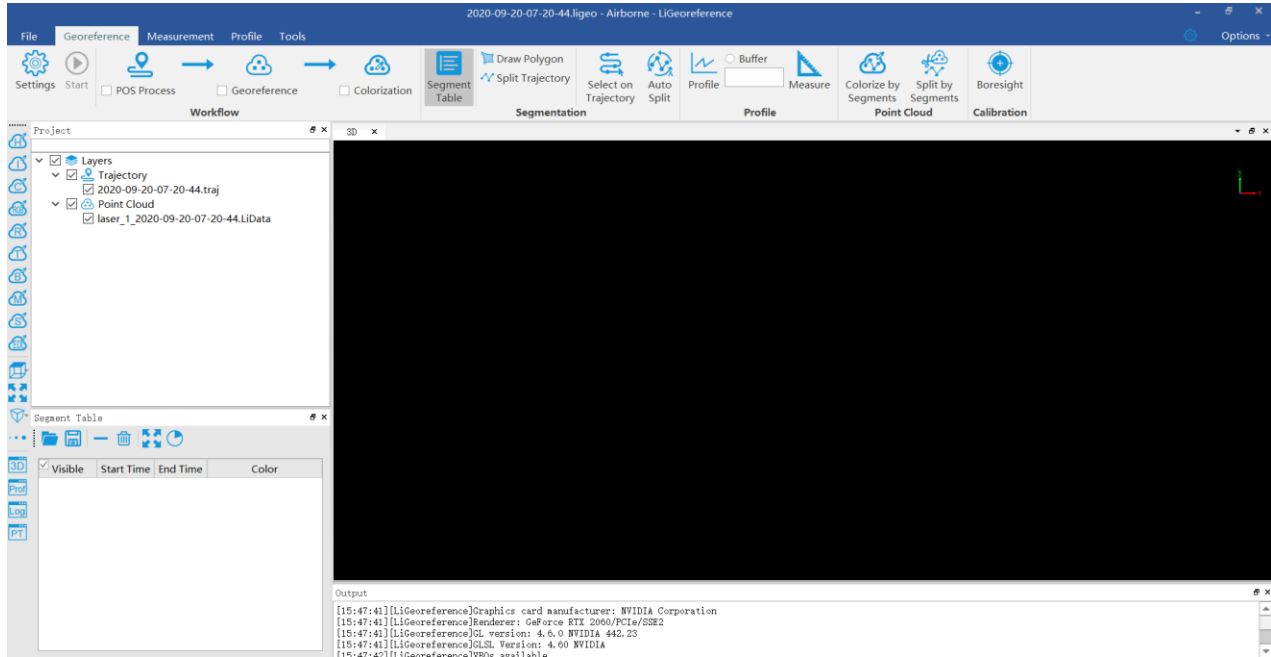 2020-09-20-07-20-44.ligeo - Airborne - LiGeoreference
File Georeference Measurement Profile Tools Options
Settings Start POS Process Georeference Colorization
Workflow
Segment Table
Draw Polygon
Split Trajectory
Select on Trajectory
Auto Split
Segmentation
Profile Buffer Measure
Profile
Colorize by Segments
Split by Segments
Point Cloud
Boresight
Calibration
Project
Layers
Trajectory
2020-09-20-07-20-44.traj
Point Cloud
laser_1_2020-09-20-07-20-44.LiData
H
I
C
R
T
B
M
S
3D
Prof
Log
PT
Segment Table
Visible Start Time End Time Color
3D
Y
X
Output
[15:47:41][LiGeoreference]Graphics card manufacturer: NVIDIA Corporation
[15:47:41][LiGeoreference]Renderer: GeForce RTX 2060/PCIe/SSE2
[15:47:41][LiGeoreference]GL version: 4.6.0 NVIDIA 442.23
[15:47:41][LiGeoreference]GLSL Version: 4.60 NVIDIA
[15:47:42][LiGeoreference]VBOs available